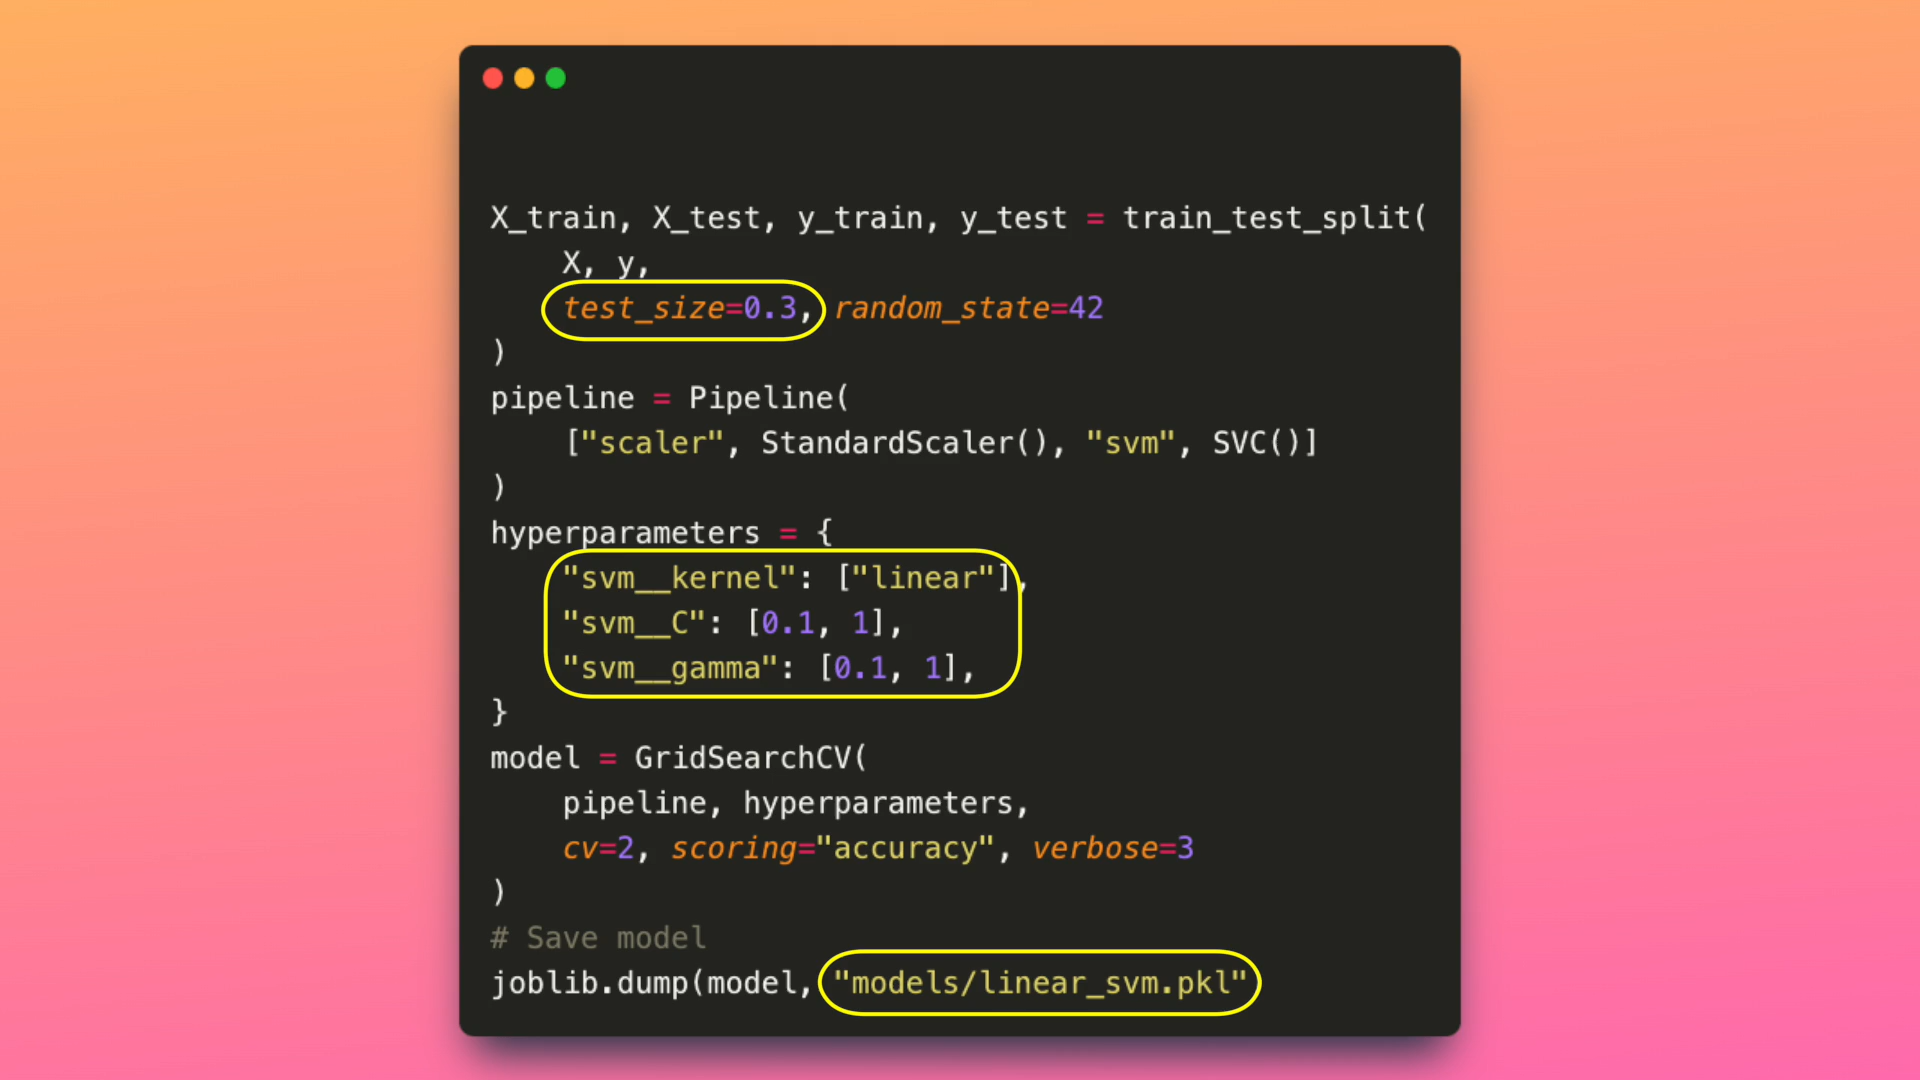 X_train, X_test, y_train, y_test = train_test_split(
    X, y,
    test_size=0.3, random_state=42
)
pipeline = Pipeline(
    ["scaler", StandardScaler(), "svm", SVC()]
)
hyperparameters = {
    "svm__kernel": ["linear"],
    "svm__C": [0.1, 1],
    "svm__gamma": [0.1, 1],
}
model = GridSearchCV(
    pipeline, hyperparameters,
    cv=2, scoring="accuracy", verbose=3
)
# Save model
joblib.dump(model, "models/linear_svm.pkl"